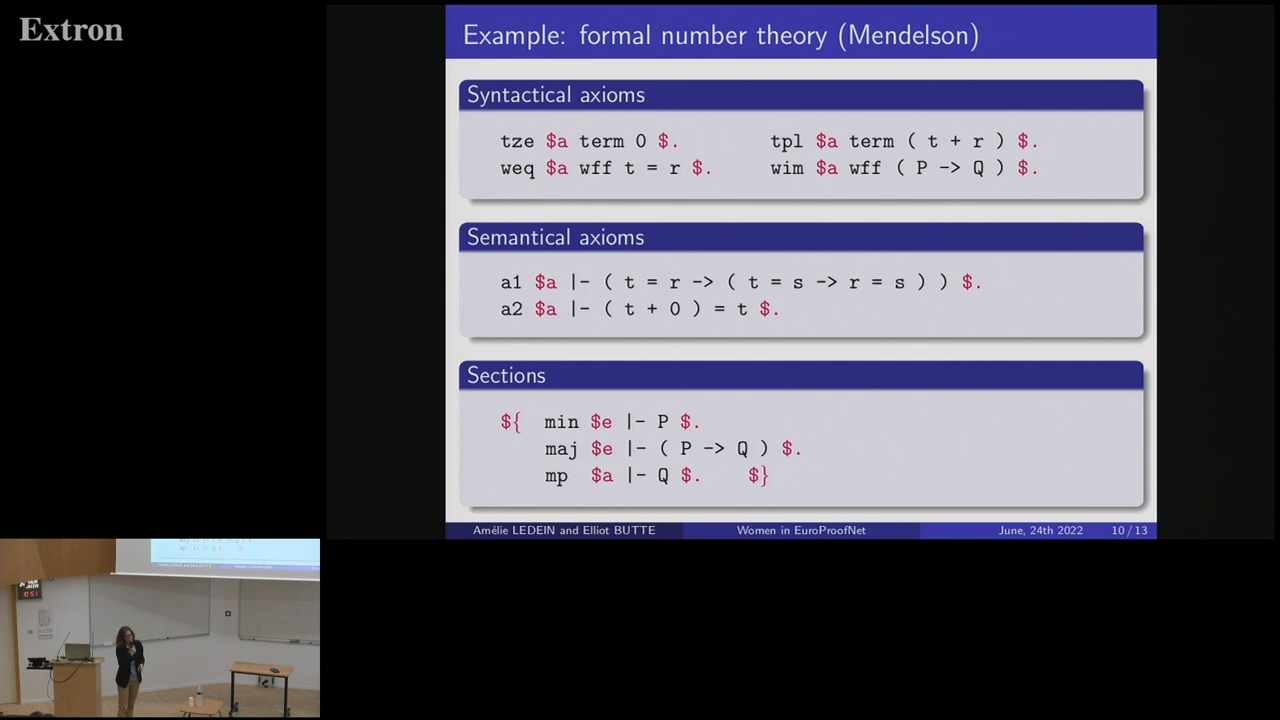 Extron
Example: formal number theory (Mendelson)
Syntactical axioms
tze $a term 0 $. tpl $a term ( t + r ) $.
weq $a wff t = r $. wim $a wff ( P -> Q ) $.
Semantical axioms
a1 $a |- ( t = r -> ( t = s -> r = s ) ) $.
a2 $a |- ( t + 0 ) = t $.
Sections
${ min $e |- P $.
maj $e |- ( P -> Q ) $.
mp $a |- Q $. $}
Amélie LEDEIN and Elliot BUTTE Women in EuroProofNet June, 24th 2022 10 / 13